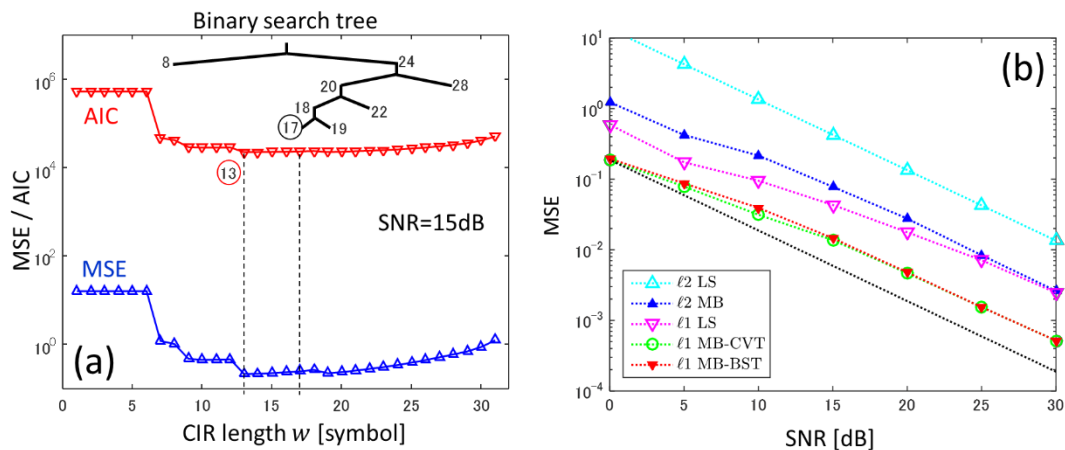 Binary search tree
8
24
20
28
18
22
17
19
AIC
13
SNR=15dB
MSE
(a)
MSE / AIC
10^6
10^4
10^2
10^0
0 5 10 15 20 25 30
CIR length w [symbol]
(b)
MSE
10^1
10^0
10^-1
10^-2
10^-3
10^-4
ℓ2 LS
ℓ2 MB
ℓ1 LS
ℓ1 MB-CVT
ℓ1 MB-BST
0 5 10 15 20 25 30
SNR [dB]